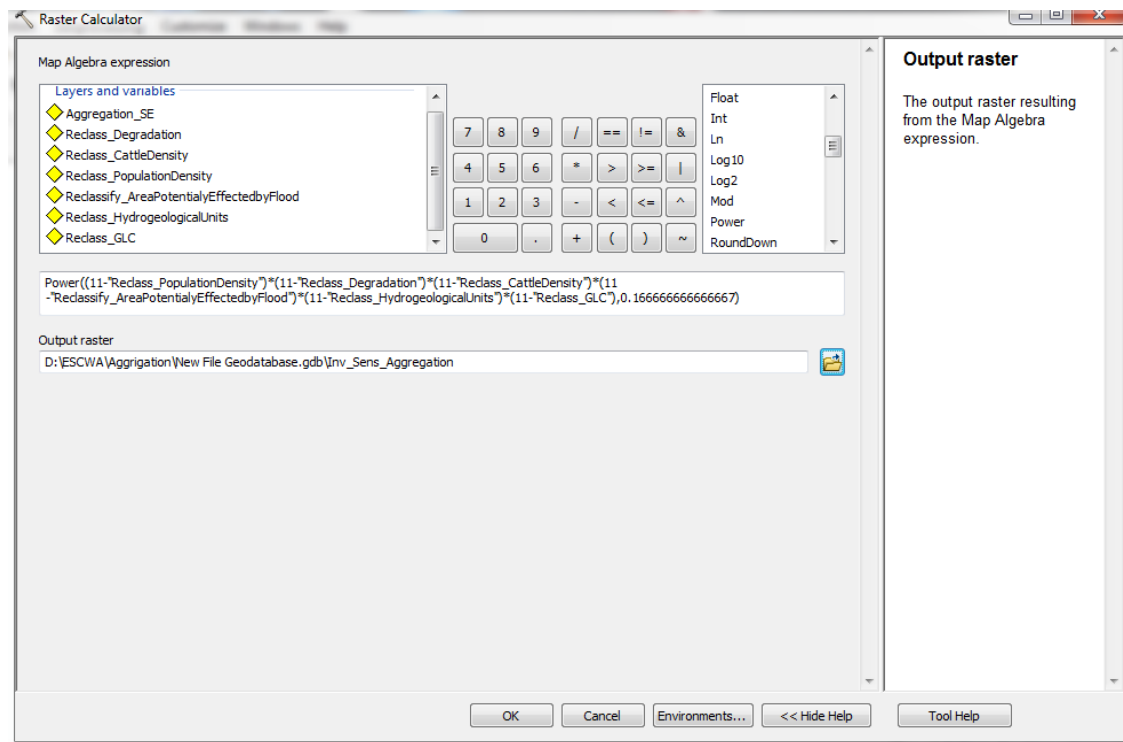 Raster Calculator
Customize Windows Help
Map Algebra expression
Layers and variables
Aggregation_SE
Reclass_Degradation
Reclass_CattleDensity
Reclass_PopulationDensity
Reclassify_AreaPotentialyEffectedbyFlood
Reclass_HydrogeologicalUnits
Reclass_GLC
7 8 9 / == != &
4 5 6 * > >= |
1 2 3 - < <= ^
0 . + ( ) ~
Float
Int
Ln
Log10
Log2
Mod
Power
RoundDown
Power((11-"Reclass_PopulationDensity")*(11-"Reclass_Degradation")*(11-"Reclass_CattleDensity")*(11
-"Reclassify_AreaPotentialyEffectedbyFlood")*(11-"Reclass_HydrogeologicalUnits")*(11-"Reclass_GLC"),0.166666666666667)
Output raster
D:\ESCWA\Aggrigation\New File Geodatabase.gdb\Inv_Sens_Aggregation
OK Cancel Environments... << Hide Help
Output raster
The output raster resulting
from the Map Algebra
expression.
Tool Help